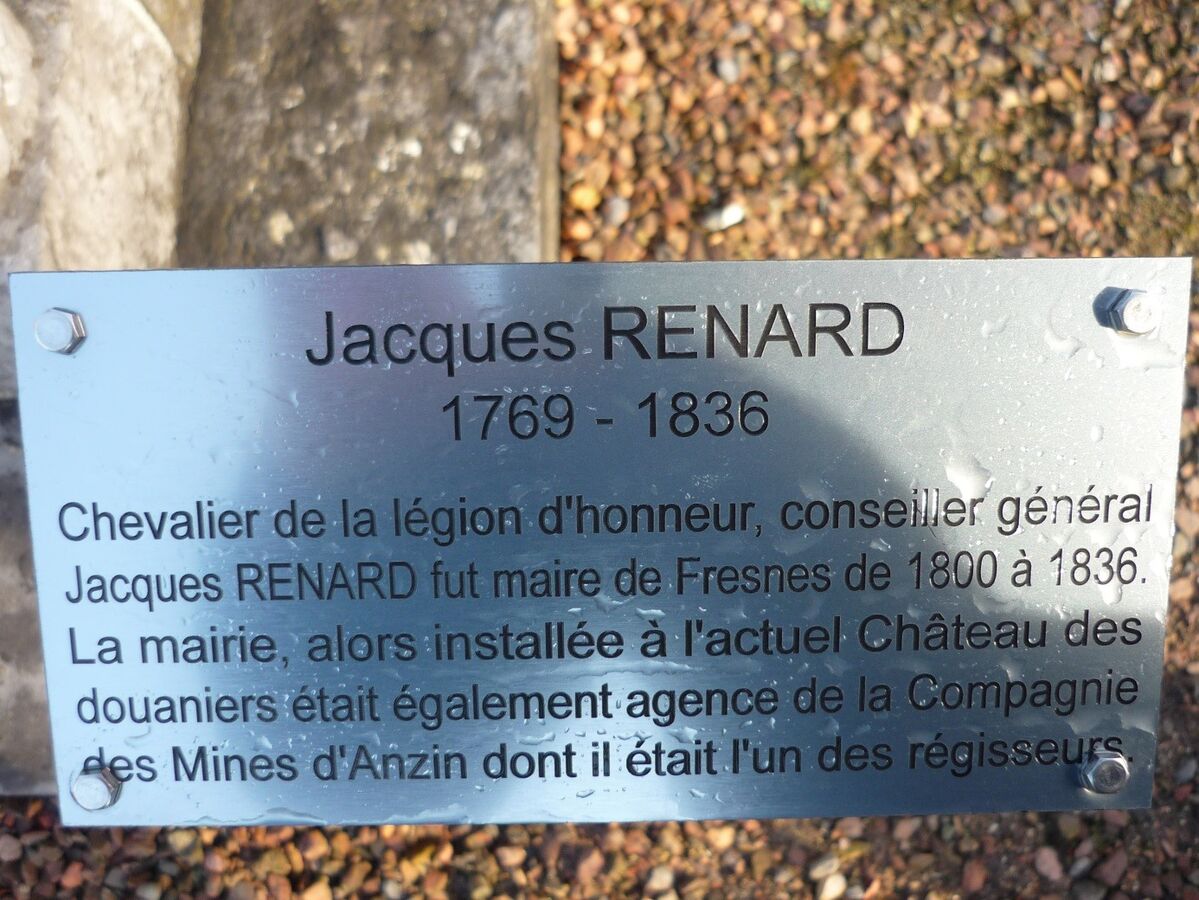 Jacques RENARD
1769 - 1836
Chevalier de la légion d'honneur, conseiller général
Jacques RENARD fut maire de Fresnes de 1800 à 1836.
La mairie, alors installée à l'actuel Château des
douaniers était également agence de la Compagnie
des Mines d'Anzin dont il était l'un des régisseurs.